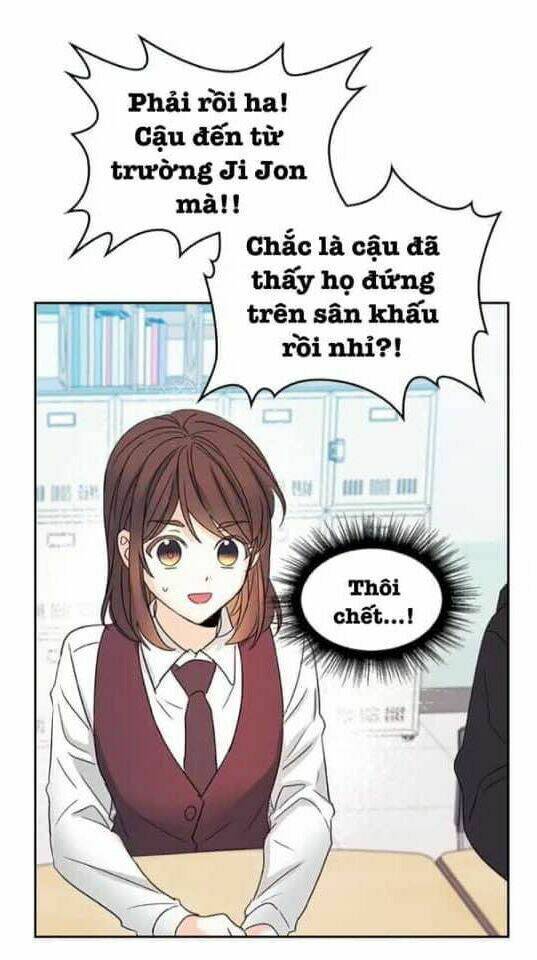 Phải rồi ha!
Cậu đến từ
trường Ji Jon
mà!!
Chắc là cậu đã
thấy họ đứng
trên sân khấu
rồi nhỉ?!
Thôi
chết...!